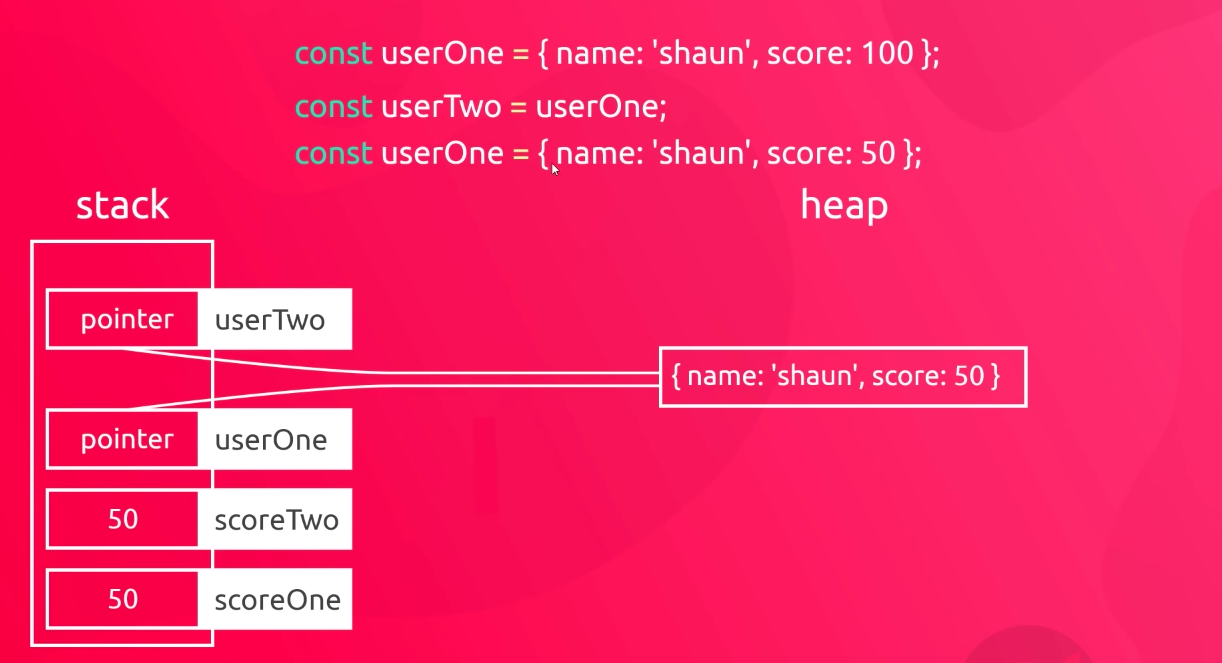 const userOne = { name: 'shaun', score: 100 };
const userTwo = userOne;
const userOne = { name: 'shaun', score: 50 };
stack
heap
pointer userTwo
{ name: 'shaun', score: 50 }
pointer userOne
50 scoreTwo
50 scoreOne